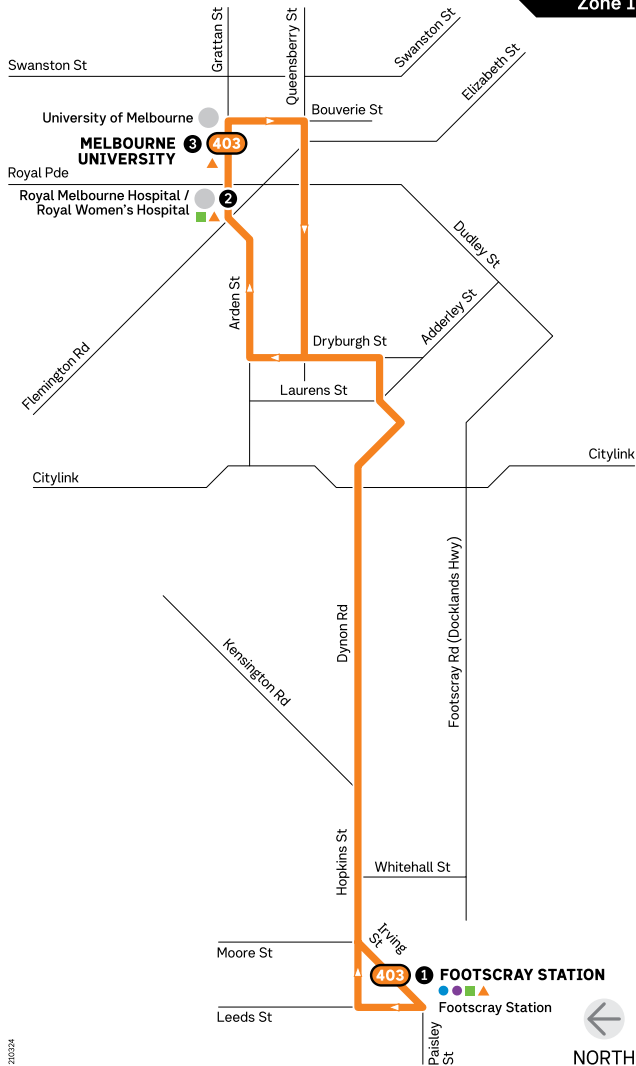 Zone 1
Swanston St
Grattan St
Queensberry St
Swanston St
Elizabeth St
University of Melbourne
Bouverie St
MELBOURNE
UNIVERSITY
3
403
Royal Pde
Royal Melbourne Hospital /
Royal Women's Hospital
2
Dudley St
Arden St
Adderley St
Flemington Rd
Dryburgh St
Laurens St
Citylink
Citylink
Dynon Rd
Footscray Rd (Docklands Hwy)
Kensington Rd
Hopkins St
Whitehall St
Irving
St
Moore St
403
1
FOOTSCRAY STATION
Footscray Station
Leeds St
Paisley
St
NORTH
210324